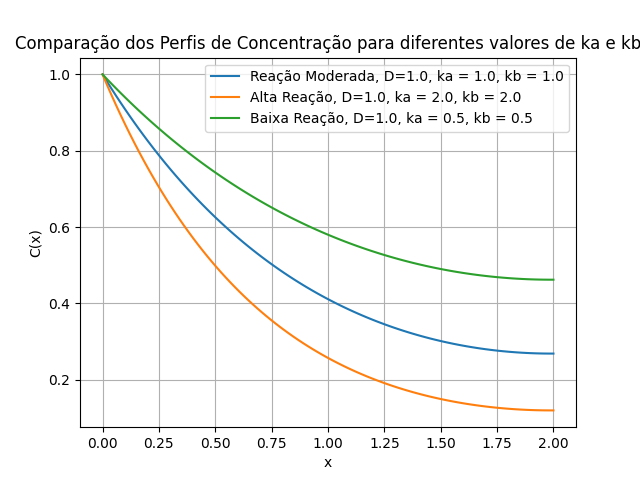 Comparação dos Perfis de Concentração para diferentes valores de ka e kb
1.0
0.8
0.6
0.4
0.2
C(x)
Reação Moderada, D=1.0, ka = 1.0, kb = 1.0
Alta Reação, D=1.0, ka = 2.0, kb = 2.0
Baixa Reação, D=1.0, ka = 0.5, kb = 0.5
0.00 0.25 0.50 0.75 1.00 1.25 1.50 1.75 2.00
x